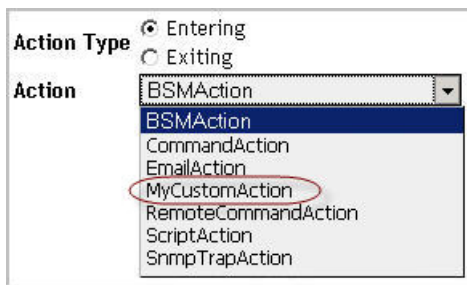 Action Type Entering
Exiting
Action BSMAction
BSMAction
CommandAction
EmailAction
MyCustomAction
RemoteCommandAction
ScriptAction
SnmpTrapAction